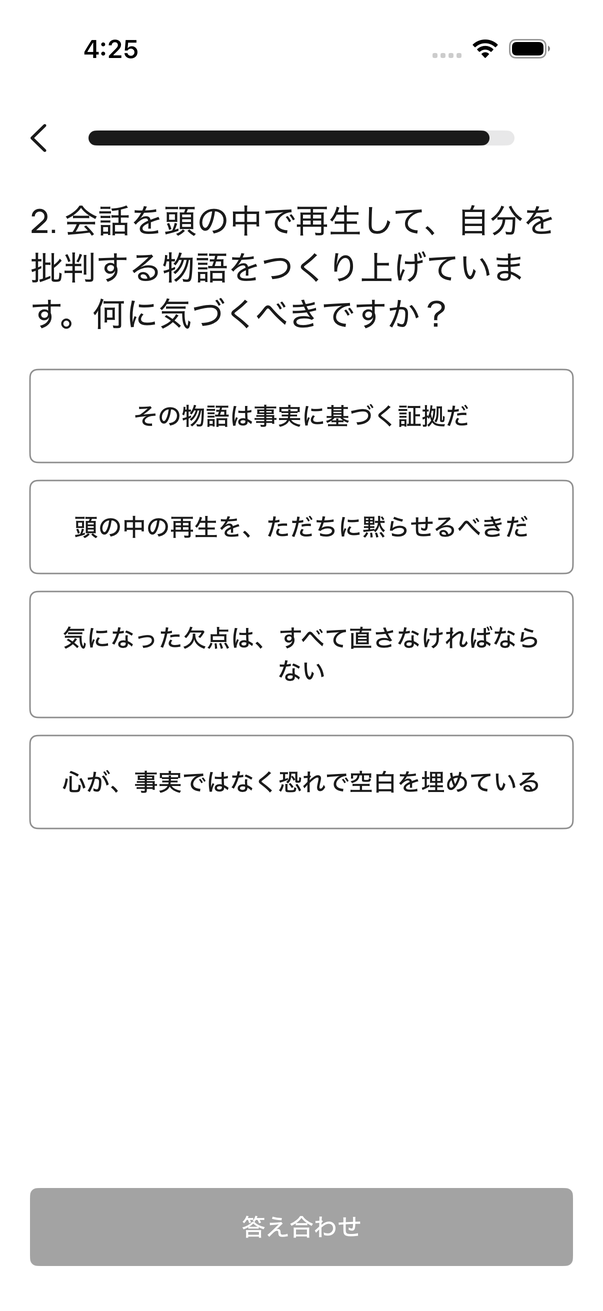 4:25
2. 会話を頭の中で再生して、自分を
批判する物語をつくり上げていま
す。何に気づくべきですか？
その物語は事実に基づく証拠だ
頭の中の再生を、ただちに黙らせるべきだ
気になった欠点は、すべて直さなければなら
ない
心が、事実ではなく恐れで空白を埋めている
答え合わせ